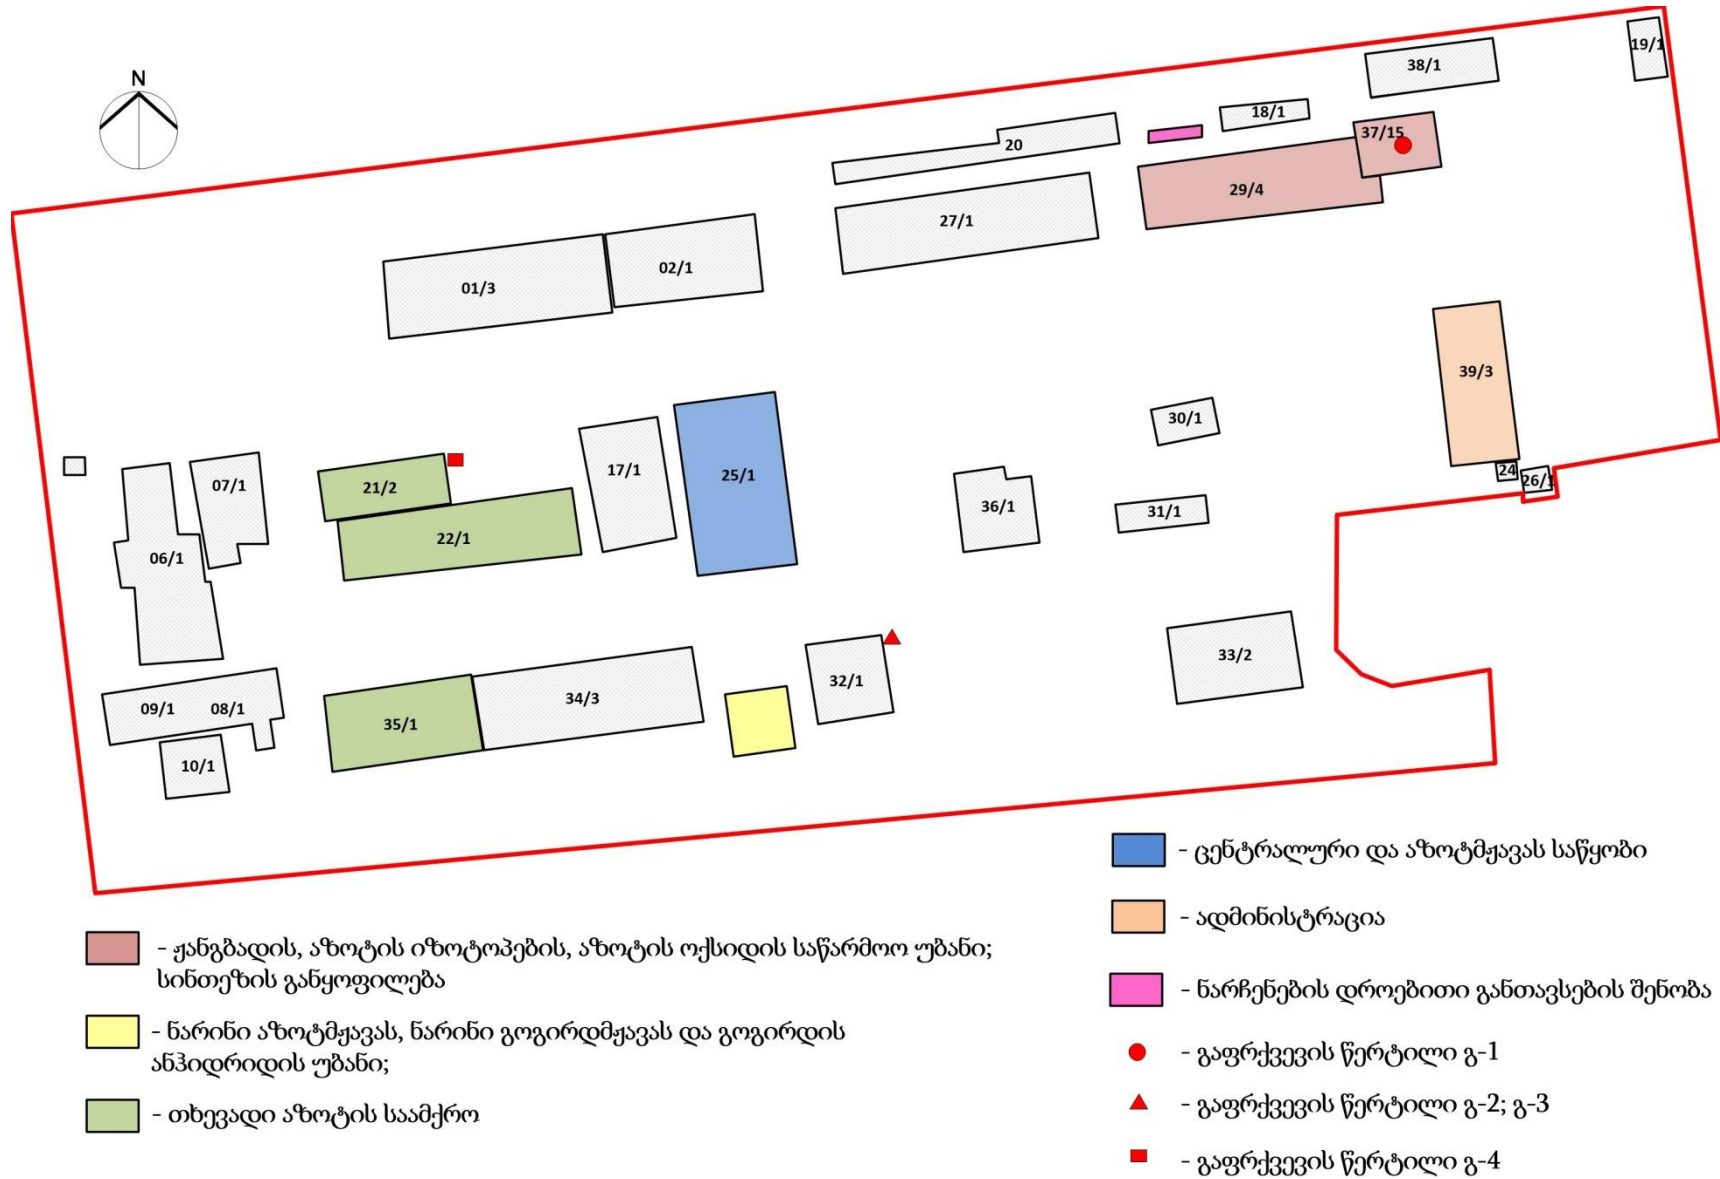 N
19/1
38/1
18/1
37/15
20
29/4
27/1
02/1
01/3
39/3
30/1
17/1
25/1
24
26/1
07/1
21/2
36/1
31/1
22/1
06/1
33/2
32/1
34/3
09/1 08/1
35/1
10/1
- ჟანგბადის, აზოტის იზოტოპების, აზოტის ოქსიდის საწარმოო უბანი;
სინთეზის განყოფილება
- ნარინი აზოტმჟავას, ნარინი გოგირდმჟავას და გოგირდის
ანჰიდრიდის უბანი;
- თხევადი აზოტის საამქრო
- ცენტრალური და აზოტმჟავას საწყობი
- ადმინისტრაცია
- ნარჩენების დროებითი განთავსების შენობა
- გაფრქვევის წერტილი გ-1
- გაფრქვევის წერტილი გ-2; გ-3
- გაფრქვევის წერტილი გ-4